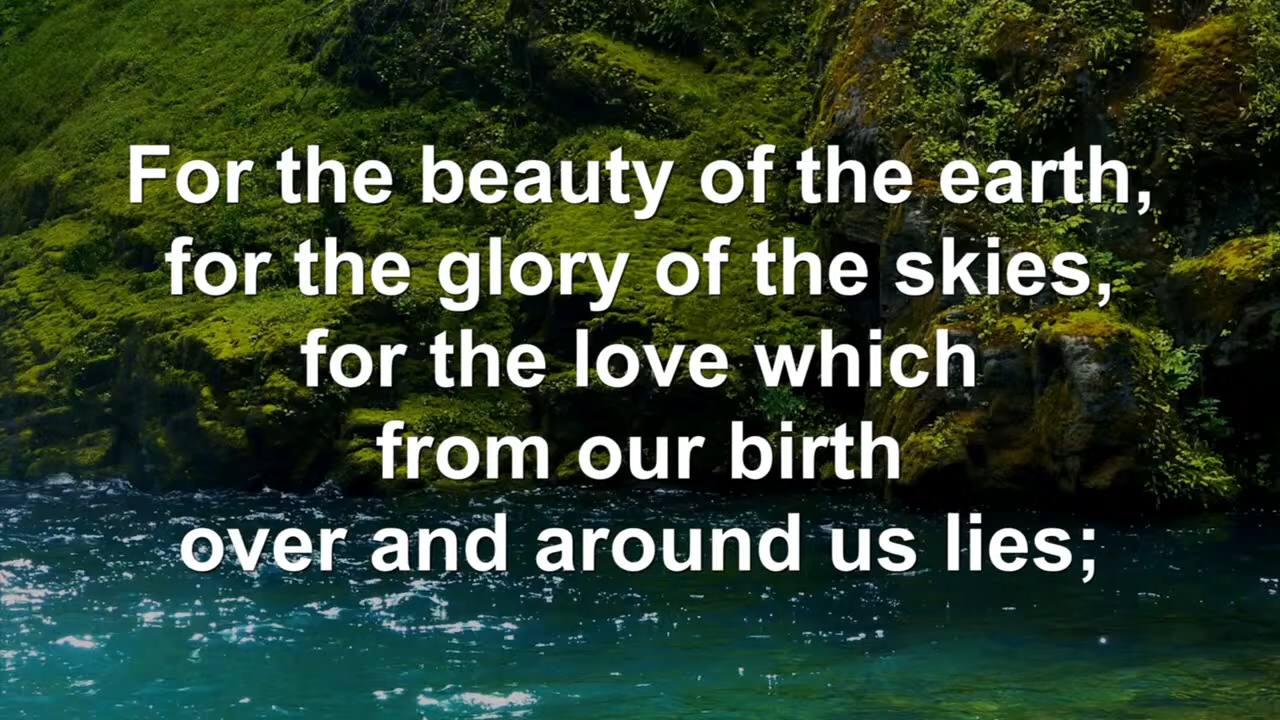 For the beauty of the earth,
for the glory of the skies,
for the love which
from our birth
over and around us lies;